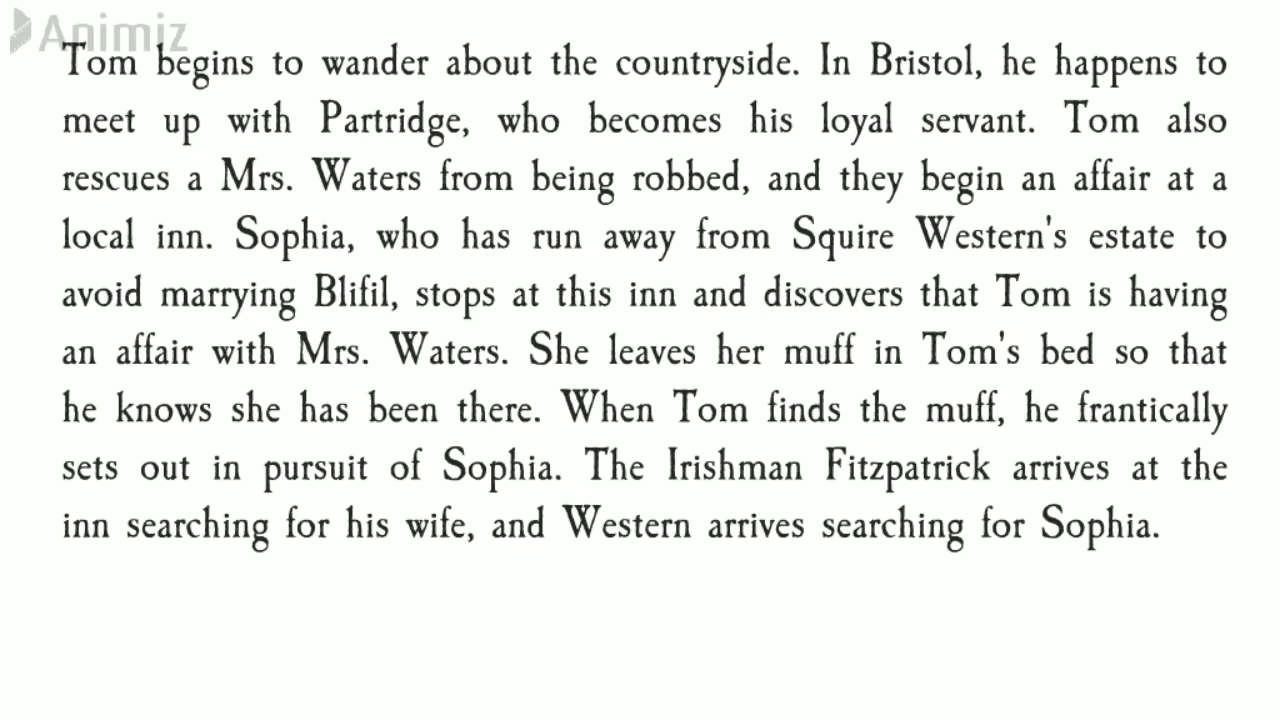 Animiz
Tom begins to wander about the countryside. In Bristol, he happens to
meet up with Partridge, who becomes his loyal servant. Tom also
rescues a Mrs. Waters from being robbed, and they begin an affair at a
local inn. Sophia, who has run away from Squire Western's estate to
avoid marrying Blifil, stops at this inn and discovers that Tom is having
an affair with Mrs. Waters. She leaves her muff in Tom's bed so that
he knows she has been there. When Tom finds the muff, he frantically
sets out in pursuit of Sophia. The Irishman Fitzpatrick arrives at the
inn searching for his wife, and Western arrives searching for Sophia.